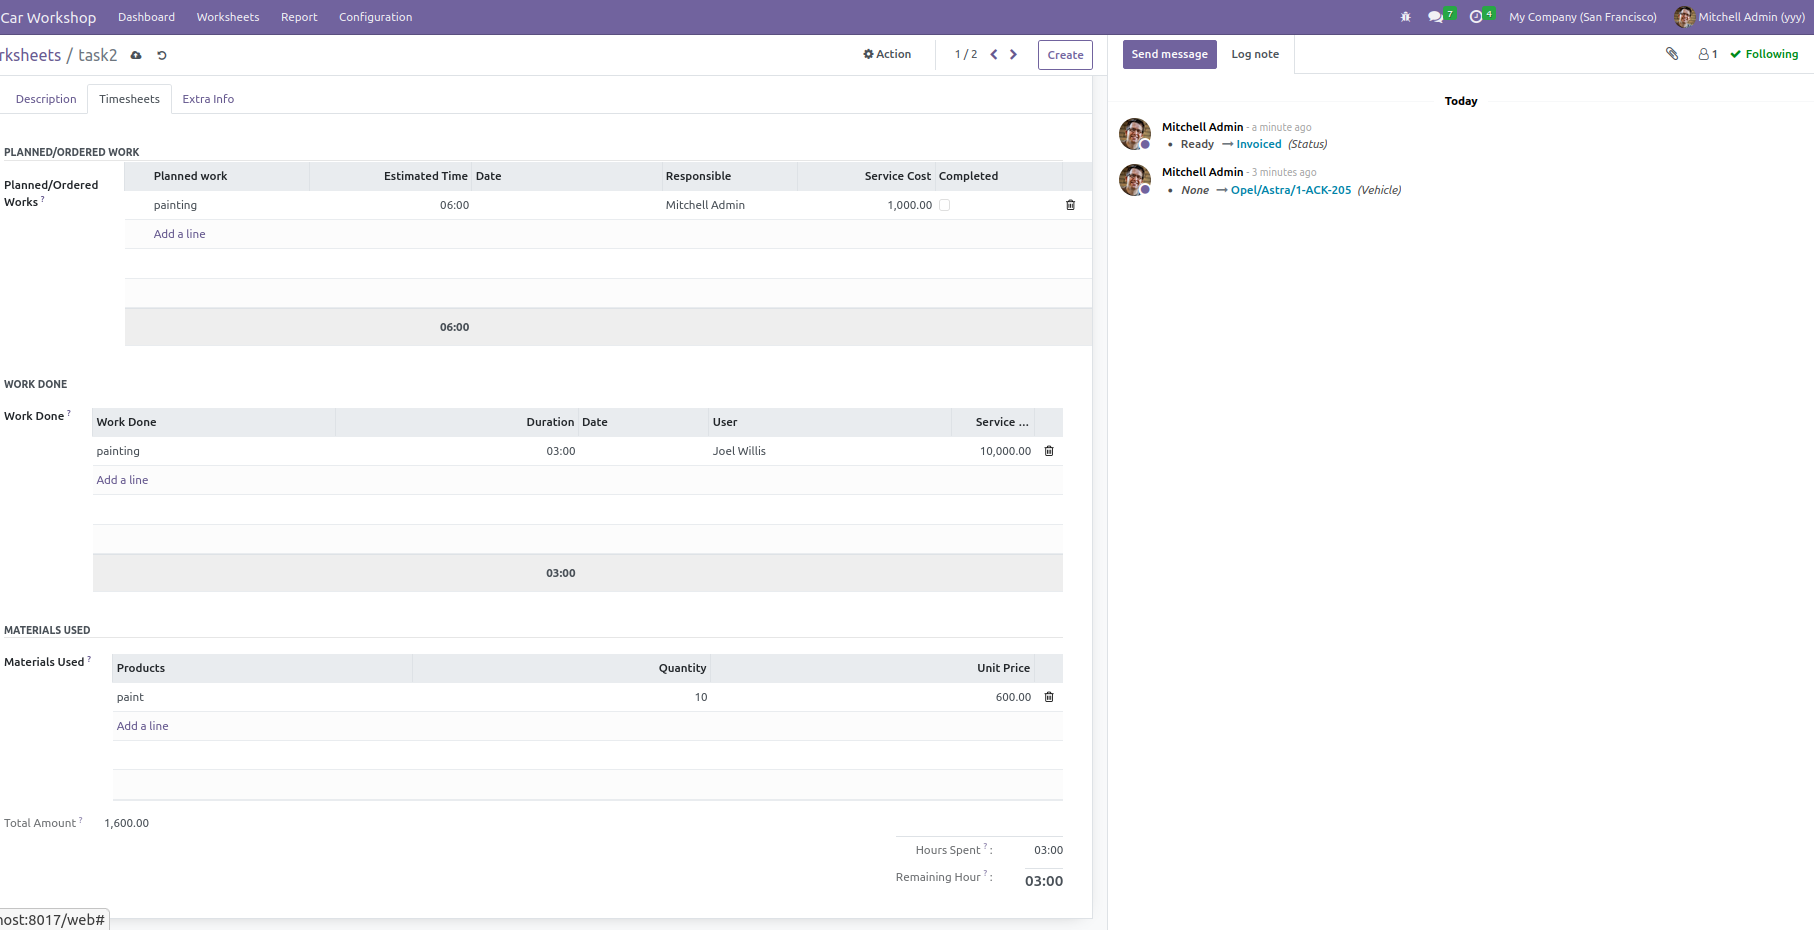 Car Workshop Dashboard Worksheets Report Configuration 7 4 My Company (San Francisco) Mitchell Admin (yyy)
rksheets / task2 Action 1 / 2 Create Send message Log note 1 Following
Description Timesheets Extra Info
Today
Mitchell Admin - a minute ago
• Ready → Invoiced (Status)
Mitchell Admin - 3 minutes ago
• None → Opel/Astra/1-ACK-205 (Vehicle)
PLANNED/ORDERED WORK
Planned/Ordered Works ?
Planned work Estimated Time Date Responsible Service Cost Completed
painting 06:00 Mitchell Admin 1,000.00
Add a line
06:00
WORK DONE
Work Done ?
Work Done Duration Date User Service ...
painting 03:00 Joel Willis 10,000.00
Add a line
03:00
MATERIALS USED
Materials Used ?
Products Quantity Unit Price
paint 10 600.00
Add a line
Total Amount ? 1,600.00
Hours Spent ? : 03:00
Remaining Hour ? : 03:00
host:8017/web#